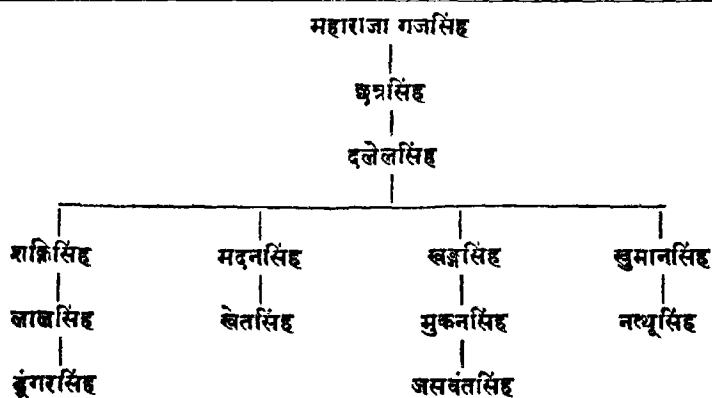 महाराजा गजसिंह
छत्रसिंह
दलेलसिंह
शक्तिसिंह मदनसिंह खड्गसिंह खुमानसिंह
लालसिंह खेतसिंह मुकनसिंह नत्थूसिंह
डूंगरसिंह जसवंतसिंह